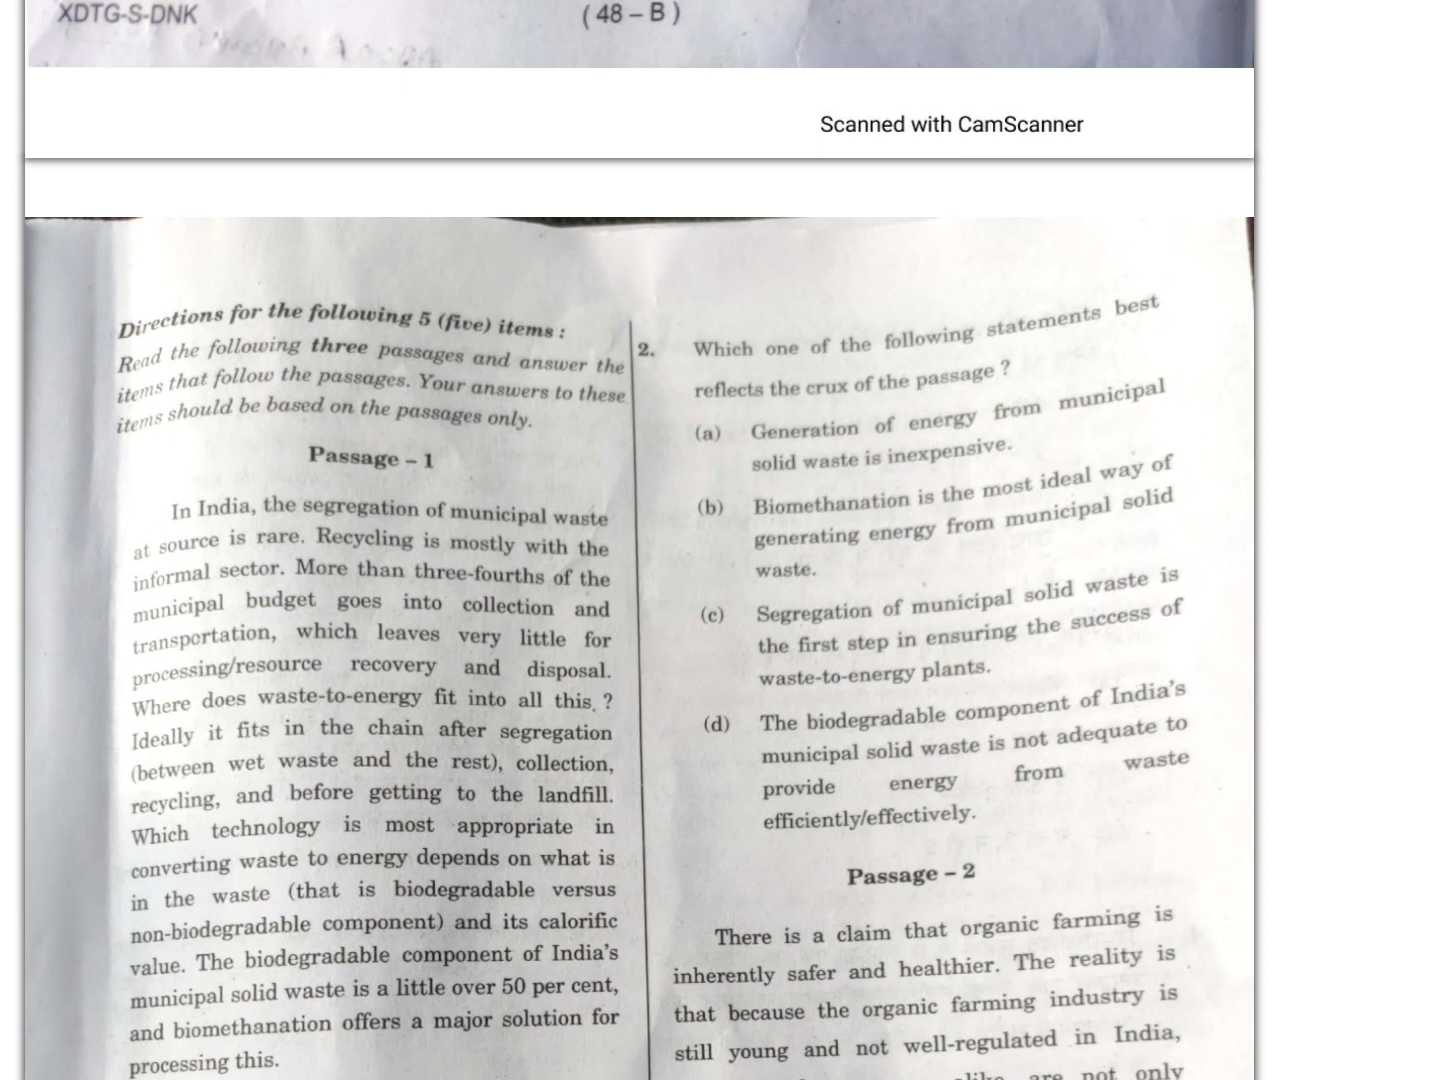 XDTG-S-DNK
( 48 – B )
Scanned with CamScanner
Directions for the following 5 (five) items :
Read the following three passages and answer the
items that follow the passages. Your answers to these
items should be based on the passages only.
Passage – 1
In India, the segregation of municipal waste
at source is rare. Recycling is mostly with the
informal sector. More than three-fourths of the
municipal budget goes into collection and
transportation, which leaves very little for
processing/resource recovery and disposal.
Where does waste-to-energy fit into all this ?
Ideally it fits in the chain after segregation
(between wet waste and the rest), collection,
recycling, and before getting to the landfill.
Which technology is most appropriate in
converting waste to energy depends on what is
in the waste (that is biodegradable versus
non-biodegradable component) and its calorific
value. The biodegradable component of India's
municipal solid waste is a little over 50 per cent,
and biomethanation offers a major solution for
processing this.
2. Which one of the following statements best
reflects the crux of the passage ?
(a) Generation of energy from municipal
solid waste is inexpensive.
(b) Biomethanation is the most ideal way of
generating energy from municipal solid
waste.
(c) Segregation of municipal solid waste is
the first step in ensuring the success of
waste-to-energy plants.
(d) The biodegradable component of India's
municipal solid waste is not adequate to
provide energy from waste
efficiently/effectively.
Passage – 2
There is a claim that organic farming is
inherently safer and healthier. The reality is
that because the organic farming industry is
still young and not well-regulated in India,
alike are not only